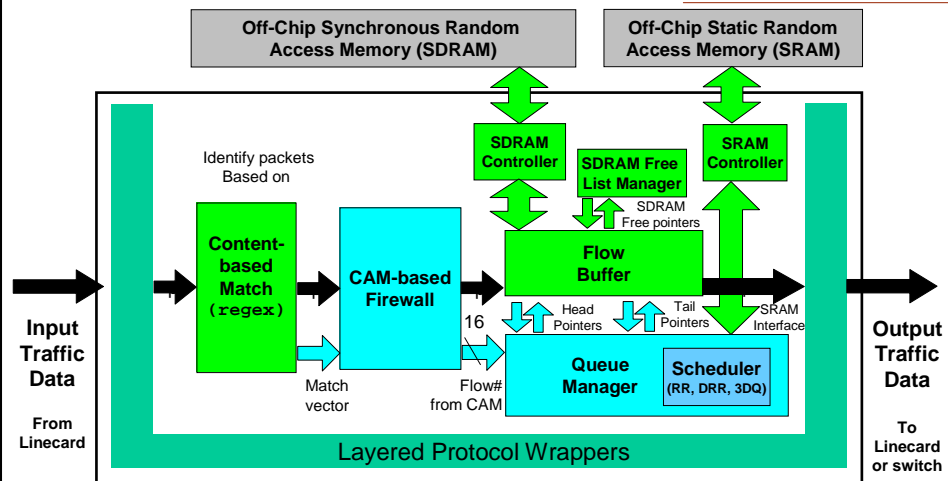 Off-Chip Synchronous Random
Access Memory (SDRAM)
Off-Chip Static Random
Access Memory (SRAM)
SDRAM
Controller
SRAM
Controller
Identify packets
Based on
SDRAM Free
List Manager
SDRAM
Free pointers
Content-
based
Match
(regex)
CAM-based
Firewall
Flow
Buffer
Input
Traffic
Data
16
Head
Pointers
Tail
Pointers
SRAM
Interface
Output
Traffic
Data
Match
vector
Flow#
from CAM
Queue
Manager
Scheduler
(RR, DRR, 3DQ)
From
Linecard
To
Linecard
or switch
Layered Protocol Wrappers